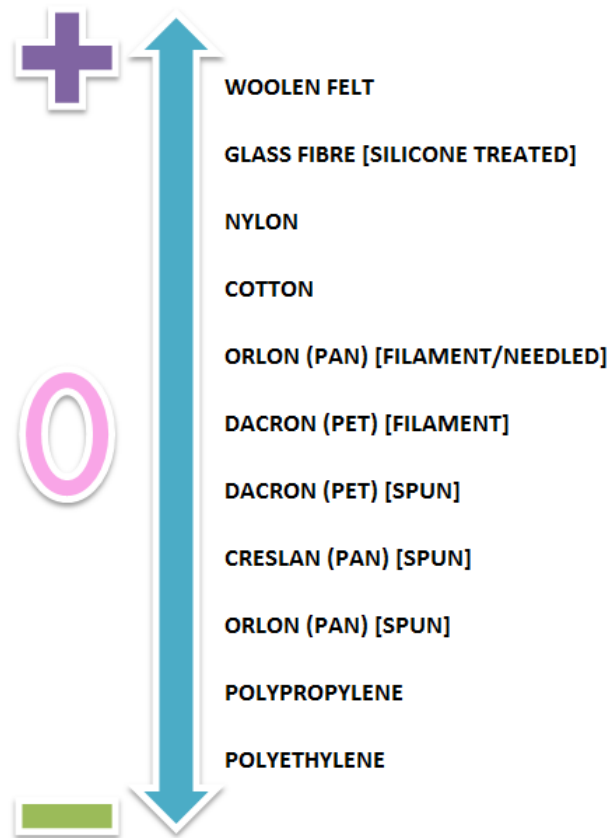 WOOLEN FELT
GLASS FIBRE [SILICONE TREATED]
NYLON
COTTON
ORLON (PAN) [FILAMENT/NEEDLED]
0
DACRON (PET) [FILAMENT]
DACRON (PET) [SPUN]
CRESLAN (PAN) [SPUN]
ORLON (PAN) [SPUN]
POLYPROPYLENE
POLYETHYLENE